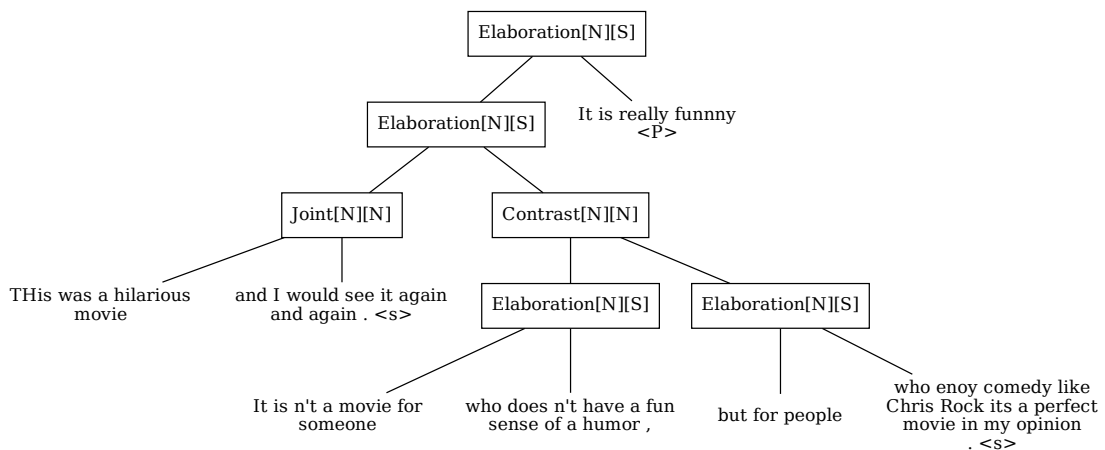 Elaboration[N][S]
Elaboration[N][S]
It is really funnny
<P>
Joint[N][N]
Contrast[N][N]
THis was a hilarious
movie
and I would see it again
and again . <s>
Elaboration[N][S]
Elaboration[N][S]
It is n't a movie for
someone
who does n't have a fun
sense of a humor ,
but for people
who enoy comedy like
Chris Rock its a perfect
movie in my opinion
. <s>